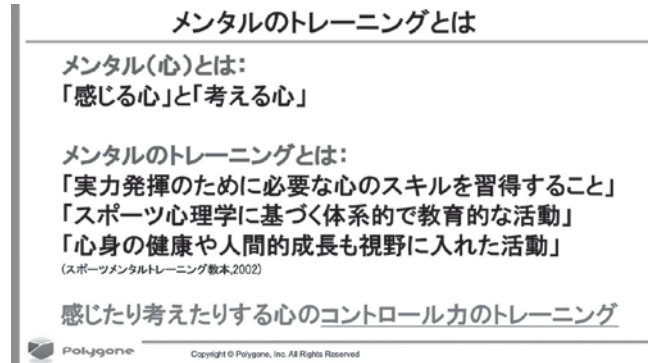 メンタルのトレーニングとは
メンタル(心)とは:
「感じる心」と「考える心」
メンタルのトレーニングとは:
「実力発揮のために必要な心のスキルを習得すること」
「スポーツ心理学に基づく体系的で教育的な活動」
「心身の健康や人間的成長も視野に入れた活動」
(スポーツメンタルトレーニング教本,2002)
感じたり考えたりする心のコントロール力のトレーニング
Polygone
Copyright © Polygone, Inc. All Rights Reserved